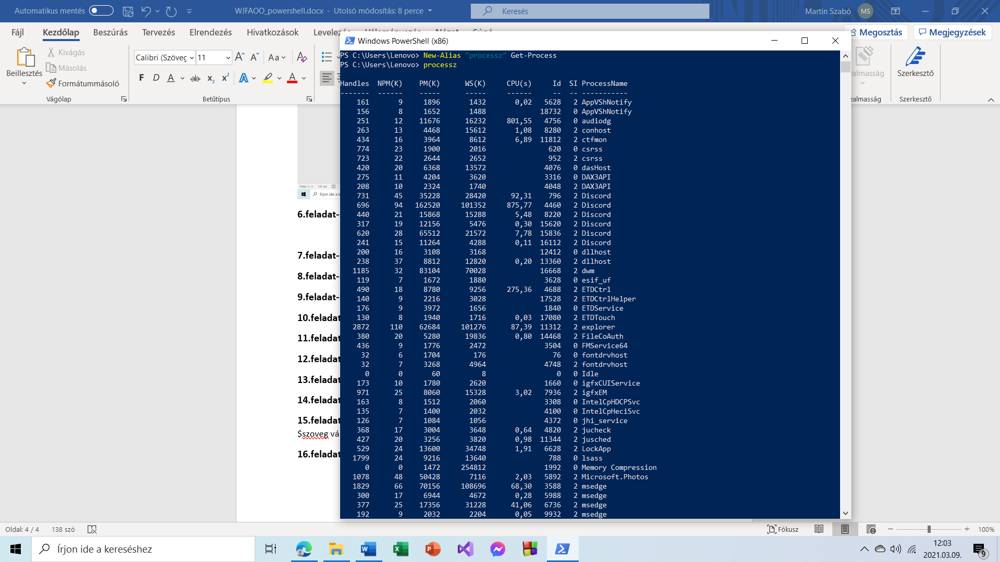 Automatikus mentés
WJFAOO_powershell.docx - Utolsó módosítás: 8 perce
Keresés
Martin Szabó MS
Fájl Kezdőlap Beszúrás Tervezés Elrendezés Hivatkozások
Megosztás Megjegyzések
Beillesztés
Kivágás
Másolás
Formátummásoló
Vágólap
Calibri (Szöveg 11
F D A ab x₂ x² A A
Betűtípus
Szerkesztő
Szerkesztő
Windows PowerShell (x86)
PS C:\Users\Lenovo> New-Alias "processz" Get-Process
PS C:\Users\Lenovo> processz
Handles NPM(K) PM(K) WS(K) CPU(s) Id SI ProcessName
------- ------ ----- ----- ------ -- -- -----------
161 9 1896 1432 0,02 5628 2 AppVShNotify
156 8 1652 1488 18732 0 AppVShNotify
251 12 11676 16232 801,55 4756 0 audiodg
263 13 4468 15612 1,08 8280 2 conhost
434 16 3964 8612 6,89 11812 2 ctfmon
774 23 1900 2016 620 0 csrss
723 22 2644 2652 952 2 csrss
420 20 6368 13572 4076 0 dasHost
275 11 4204 3620 3316 0 DAX3API
208 10 2324 1740 4048 2 DAX3API
731 45 35228 28420 92,31 796 2 Discord
696 94 162520 101352 875,77 4460 2 Discord
440 21 15868 15288 5,48 8220 2 Discord
317 19 12156 5476 0,30 15620 2 Discord
620 28 65512 21572 7,78 15836 2 Discord
241 15 11264 4288 0,11 16112 2 Discord
200 16 3108 3168 12412 0 dllhost
238 37 8812 12820 0,20 13360 2 dllhost
1185 32 83104 70028 16668 2 dwm
119 7 1672 1880 3628 0 esif_uf
490 18 8780 9256 275,36 4688 2 ETDCtrl
140 9 2216 3028 17528 2 ETDCtrlHelper
176 9 3972 1656 1840 0 ETDService
130 8 1940 1716 0,03 17080 2 ETDTouch
2872 110 62684 101276 87,39 11312 2 explorer
380 20 5280 19836 0,80 14468 2 FileCoAuth
436 9 1776 2472 3504 0 FMService64
32 6 1704 176 76 0 fontdrvhost
32 7 3268 4964 4748 2 fontdrvhost
0 0 60 8 0 0 Idle
173 10 1780 2620 1660 0 igfxCUIService
971 25 8060 15328 3,02 7936 2 igfxEM
163 8 1512 2060 3308 0 IntelCpHDCPSvc
135 7 1400 2032 4100 0 IntelCpHeciSvc
126 7 1084 1056 4372 0 jhi_service
368 17 3004 3648 0,64 4820 2 jucheck
427 20 3256 3820 0,98 11344 2 jusched
529 24 13600 34748 1,91 6628 2 LockApp
1799 24 9216 13640 788 0 lsass
0 0 1472 254812 1992 0 Memory Compression
1078 48 50428 7116 2,03 5892 2 Microsoft.Photos
1829 66 70156 108696 68,30 3588 2 msedge
300 17 6944 4672 0,28 5988 2 msedge
377 25 17356 31228 41,06 6736 2 msedge
192 9 2032 2204 0,05 9932 2 msedge
6.feladat-
7.feladat-
8.feladat-
9.feladat-
10.feladat
11.feladat
12.feladat
13.feladat
14.feladat
15.feladat
$szoveg vá
16.feladat
Oldal: 4 / 4 138 szó
Fókusz
100%
Írjon ide a kereséshez
12:03
2021.03.09.
9